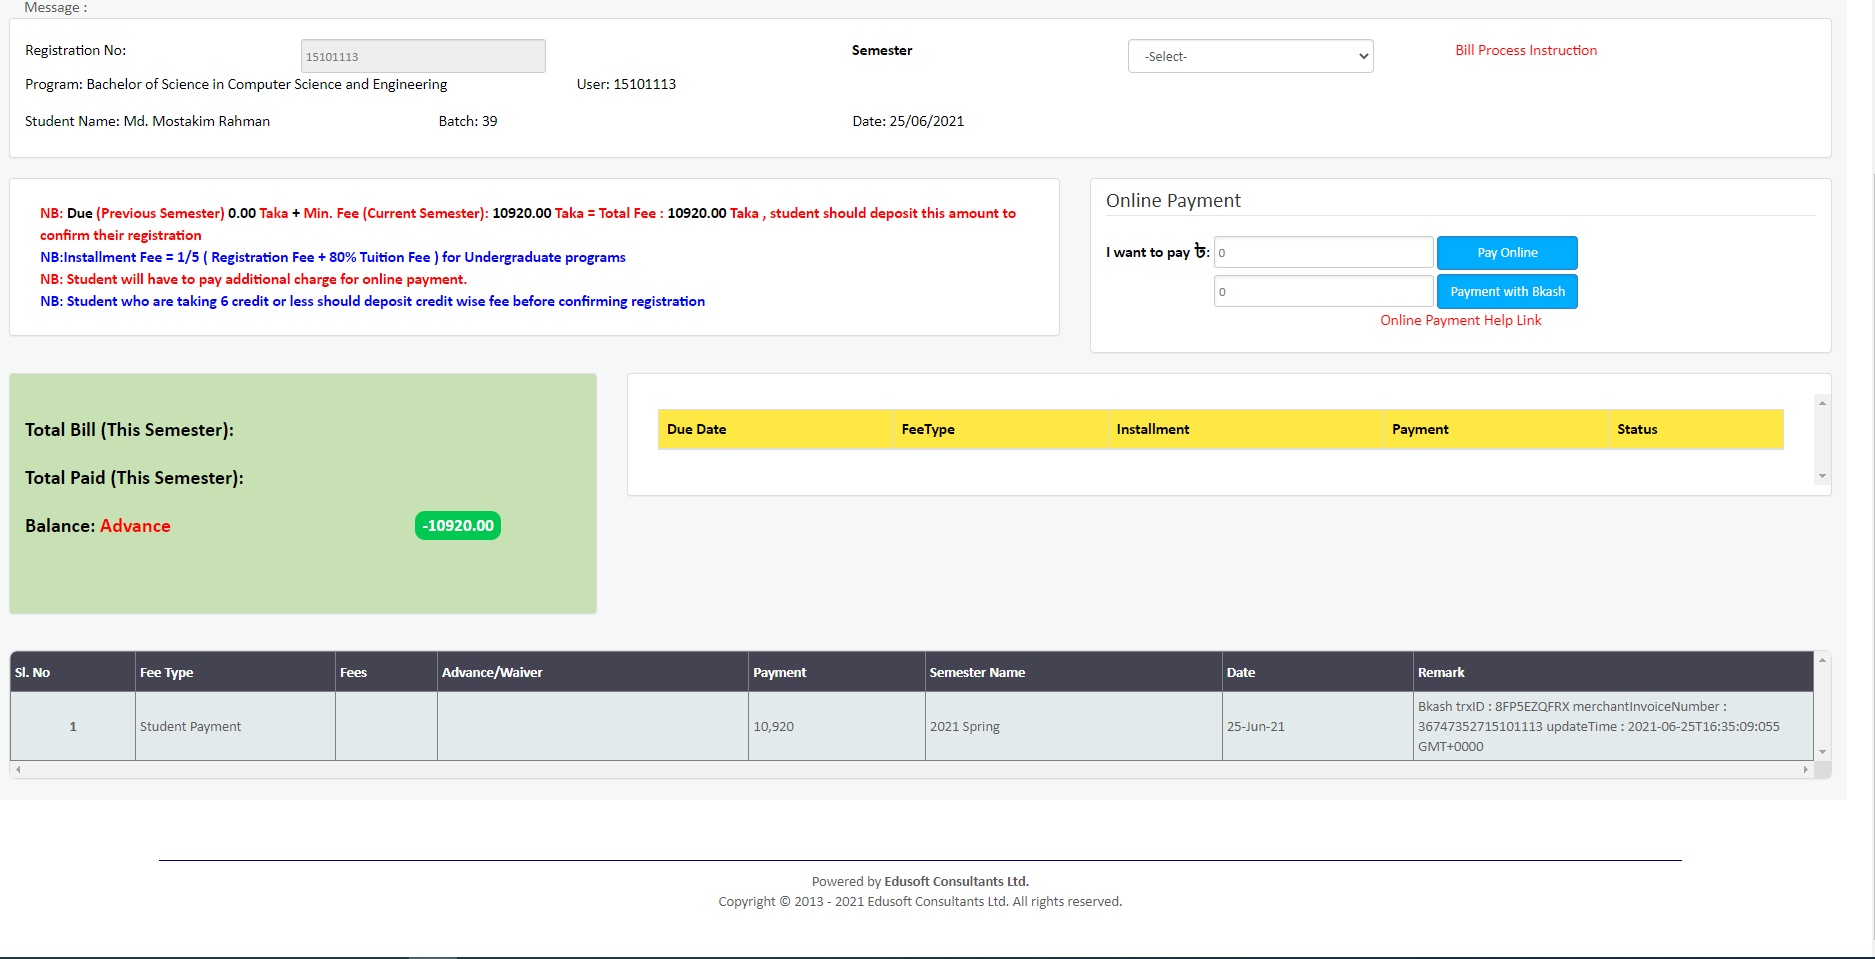 Message :
Registration No: 15101113 Semester -Select- Bill Process Instruction
Program: Bachelor of Science in Computer Science and Engineering User: 15101113
Student Name: Md. Mostakim Rahman Batch: 39 Date: 25/06/2021
NB: Due (Previous Semester) 0.00 Taka + Min. Fee (Current Semester): 10920.00 Taka = Total Fee : 10920.00 Taka , student should deposit this amount to
confirm their registration
NB:Installment Fee = 1/5 ( Registration Fee + 80% Tuition Fee ) for Undergraduate programs
NB: Student will have to pay additional charge for online payment.
NB: Student who are taking 6 credit or less should deposit credit wise fee before confirming registration
Online Payment
I want to pay ৳: 0 Pay Online
0 Payment with Bkash
Online Payment Help Link
Total Bill (This Semester):
Total Paid (This Semester):
Balance: Advance -10920.00
Due Date FeeType Installment Payment Status
Sl. No Fee Type Fees Advance/Waiver Payment Semester Name Date Remark
1 Student Payment 10,920 2021 Spring 25-Jun-21 Bkash trxID : 8FP5EZQFRX merchantInvoiceNumber :
36747352715101113 updateTime : 2021-06-25T16:35:09:055
GMT+0000
Powered by Edusoft Consultants Ltd.
Copyright © 2013 - 2021 Edusoft Consultants Ltd. All rights reserved.